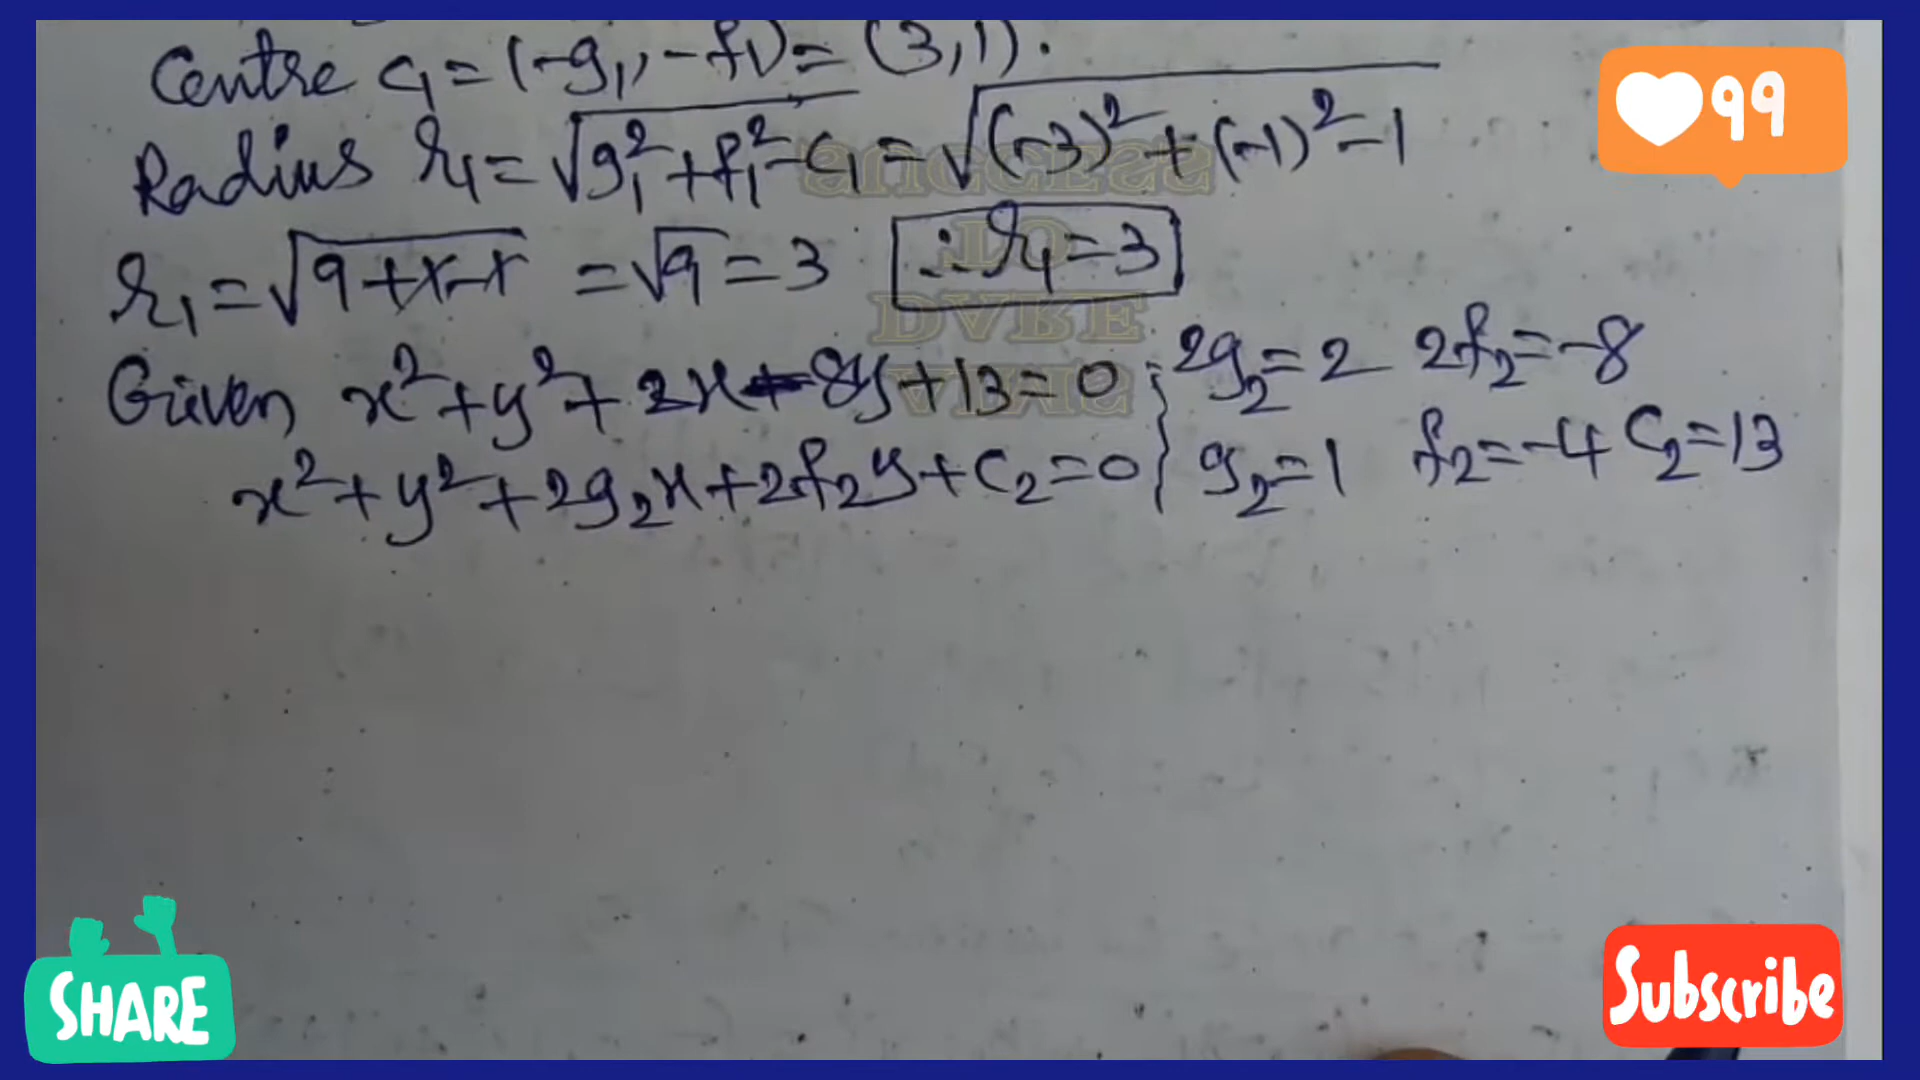 Centre C₁ = (-g₁, -f₁) = (3,1).
Radius r₁ = √(g₁² + f₁² - C₁) = √((-3)² + (-1)² - 1)
r₁ = √(9 + 1 - 1) = √9 = 3 ∴ r₁ = 3
Given x² + y² + 2x - 8y + 13 = 0 ; 2g₂ = 2 2f₂ = -8
x² + y² + 2g₂x + 2f₂y + C₂ = 0 } g₂ = 1 f₂ = -4 C₂ = 13
99
SHARE
Subscribe